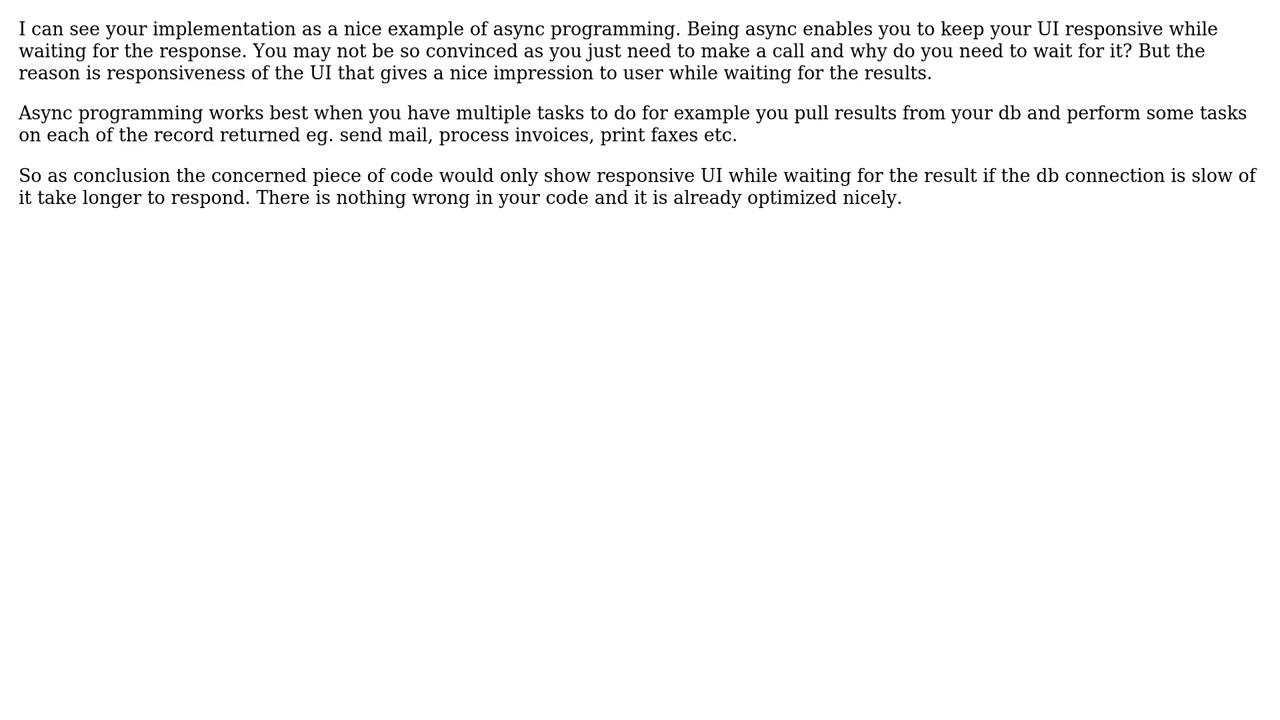 I can see your implementation as a nice example of async programming. Being async enables you to keep your UI responsive while
waiting for the response. You may not be so convinced as you just need to make a call and why do you need to wait for it? But the
reason is responsiveness of the UI that gives a nice impression to user while waiting for the results.
Async programming works best when you have multiple tasks to do for example you pull results from your db and perform some tasks
on each of the record returned eg. send mail, process invoices, print faxes etc.
So as conclusion the concerned piece of code would only show responsive UI while waiting for the result if the db connection is slow of
it take longer to respond. There is nothing wrong in your code and it is already optimized nicely.